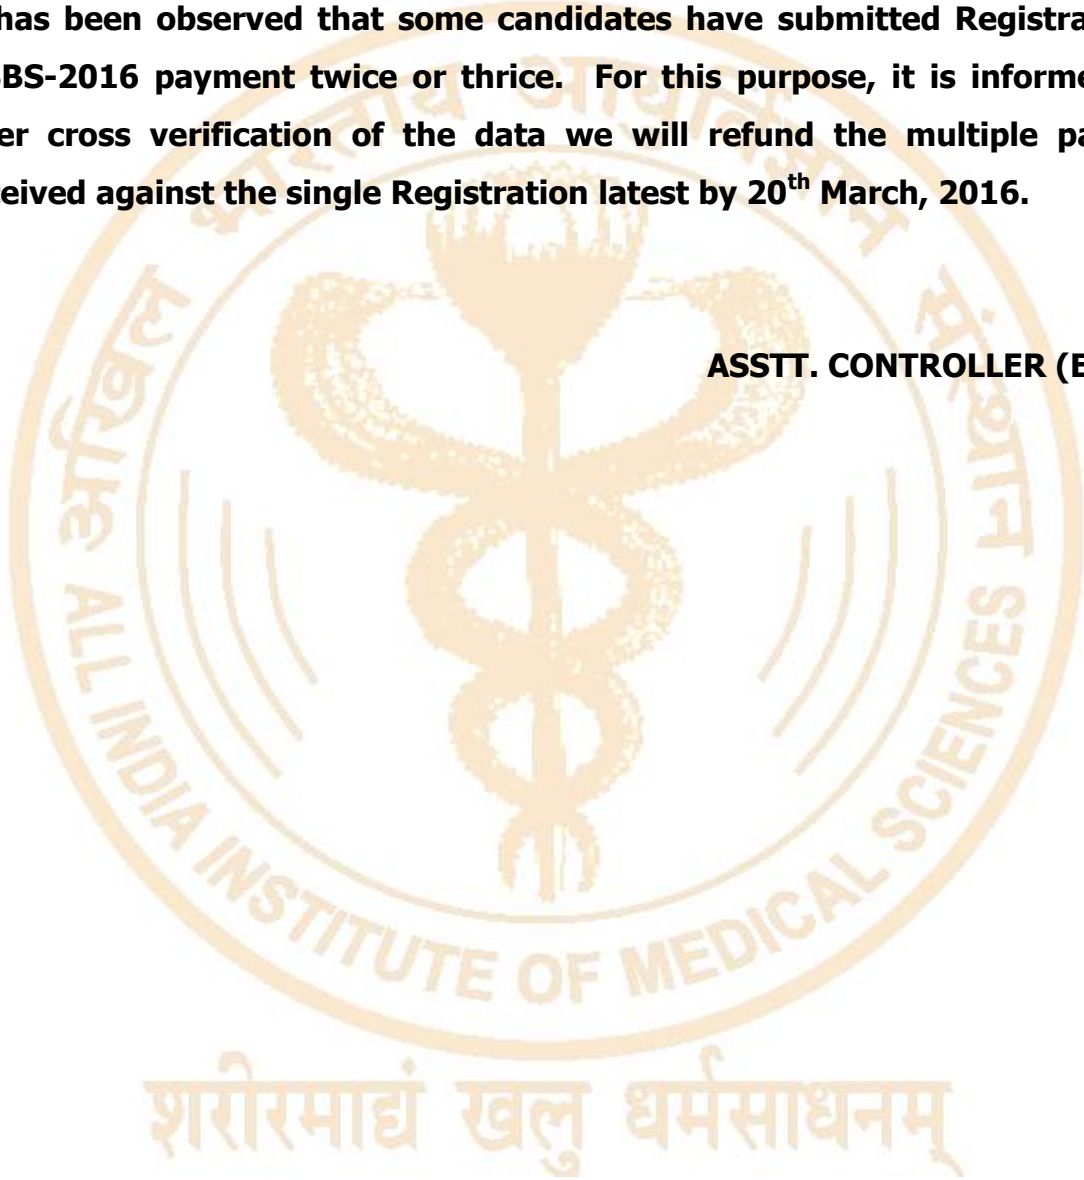 has been observed that some candidates have submitted Registra
BS-2016 payment twice or thrice. For this purpose, it is informe
er cross verification of the data we will refund the multiple pa
eived against the single Registration latest by 20th March, 2016.
ASSTT. CONTROLLER (E
अखिल भारतीय आयुर्विज्ञान संस्थान
ALL INDIA INSTITUTE OF MEDICAL SCIENCES
शरीरमाद्यं खलु धर्मसाधनम्